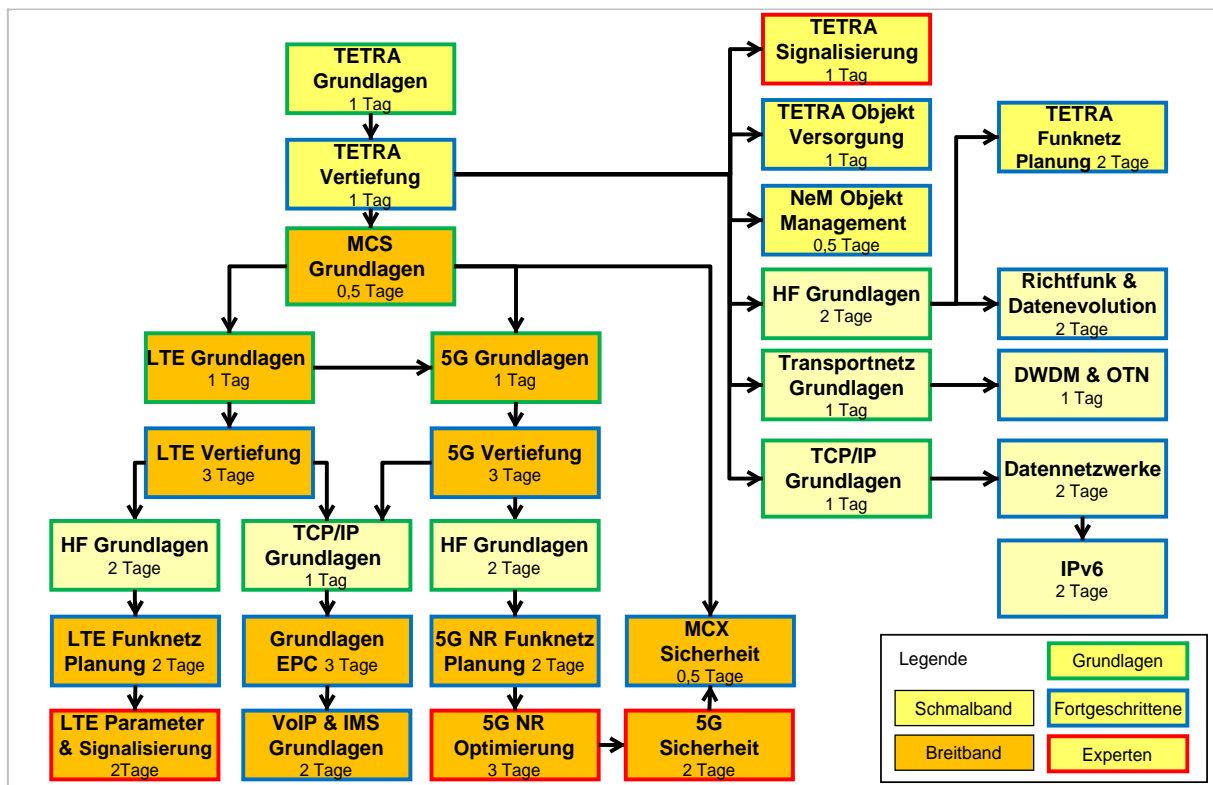 TETRA
Grundlagen
1 Tag
TETRA
Vertiefung
1 Tag
MCS
Grundlagen
0,5 Tage
LTE Grundlagen
1 Tag
5G Grundlagen
1 Tag
LTE Vertiefung
3 Tage
5G Vertiefung
3 Tage
HF Grundlagen
2 Tage
TCP/IP
Grundlagen
1 Tag
HF Grundlagen
2 Tage
LTE Funknetz
Planung 2 Tage
Grundlagen
EPC 3 Tage
5G NR Funknetz
Planung 2 Tage
MCX
Sicherheit
0,5 Tage
LTE Parameter
& Signalisierung
2Tage
VoIP & IMS
Grundlagen
2 Tage
5G NR
Optimierung
3 Tage
5G
Sicherheit
2 Tage
TETRA
Signalisierung
1 Tag
TETRA Objekt
Versorgung
1 Tag
NeM Objekt
Management
0,5 Tage
HF Grundlagen
2 Tage
Transportnetz
Grundlagen
1 Tag
TCP/IP
Grundlagen
1 Tag
TETRA
Funknetz
Planung 2 Tage
Richtfunk &
Datenevolution
2 Tage
DWDM & OTN
1 Tag
Datennetzwerke
2 Tage
IPv6
2 Tage
Legende
Grundlagen
Schmalband
Fortgeschrittene
Breitband
Experten